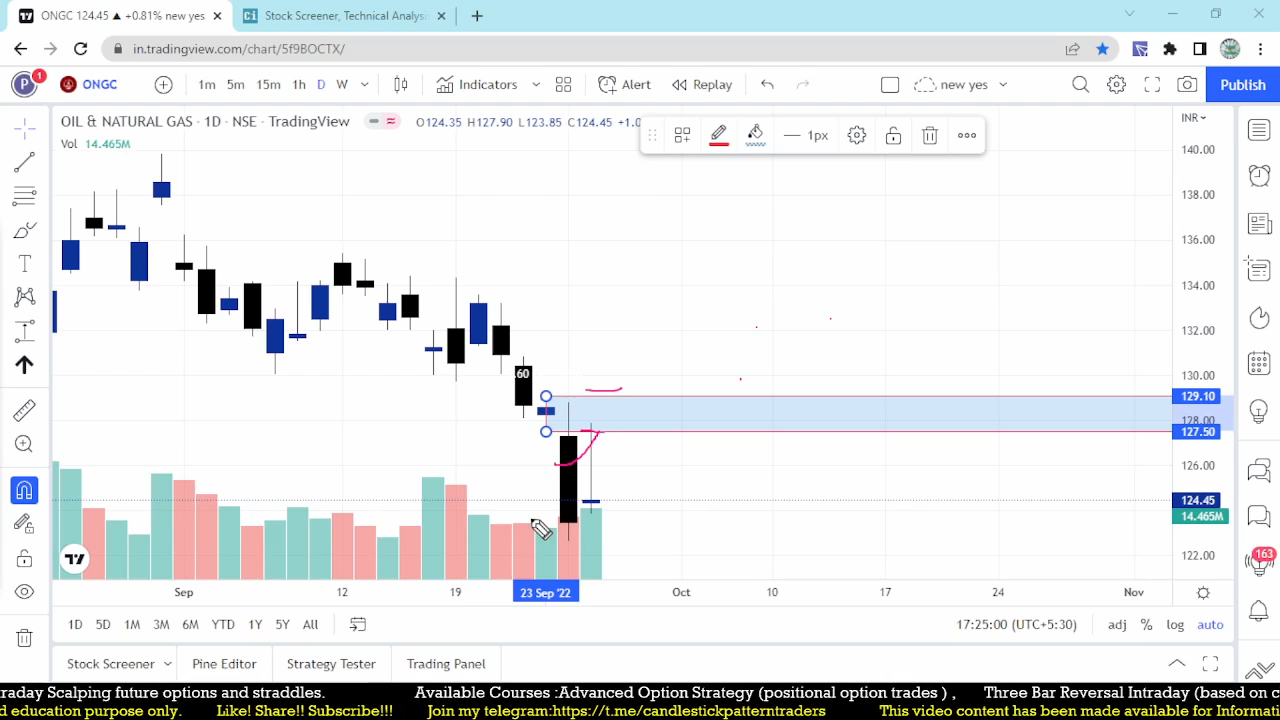 ONGC 124.45 ▲ +0.81% new yes
Stock Screener, Technical Analysi
in.tradingview.com/chart/5f9BOCTX/
P 1 ONGC 1m 5m 15m 1h D W Indicators Alert Replay new yes Publish
OIL & NATURAL GAS · 1D · NSE · TradingView O124.35 H127.90 L123.85 C124.45 +1.0
INR
Vol 14.465M
1px
140.00
138.00
136.00
134.00
132.00
130.00
.60
129.10
128.00
127.50
126.00
124.45
14.465M
122.00
163
Sep 12 19 23 Sep '22 Oct 10 17 24 Nov
1D 5D 1M 3M 6M YTD 1Y 5Y All 17:25:00 (UTC+5:30) adj % log auto
Stock Screener Pine Editor Strategy Tester Trading Panel
traday Scalping future options and straddles. Available Courses :Advanced Option Strategy (positional option trades ) , Three Bar Reversal Intraday (based on c
d education purpose only. Like! Share!! Subscribe!!! Join my telegram:https://t.me/candlestickpatterntraders This video content has been made available for Informati